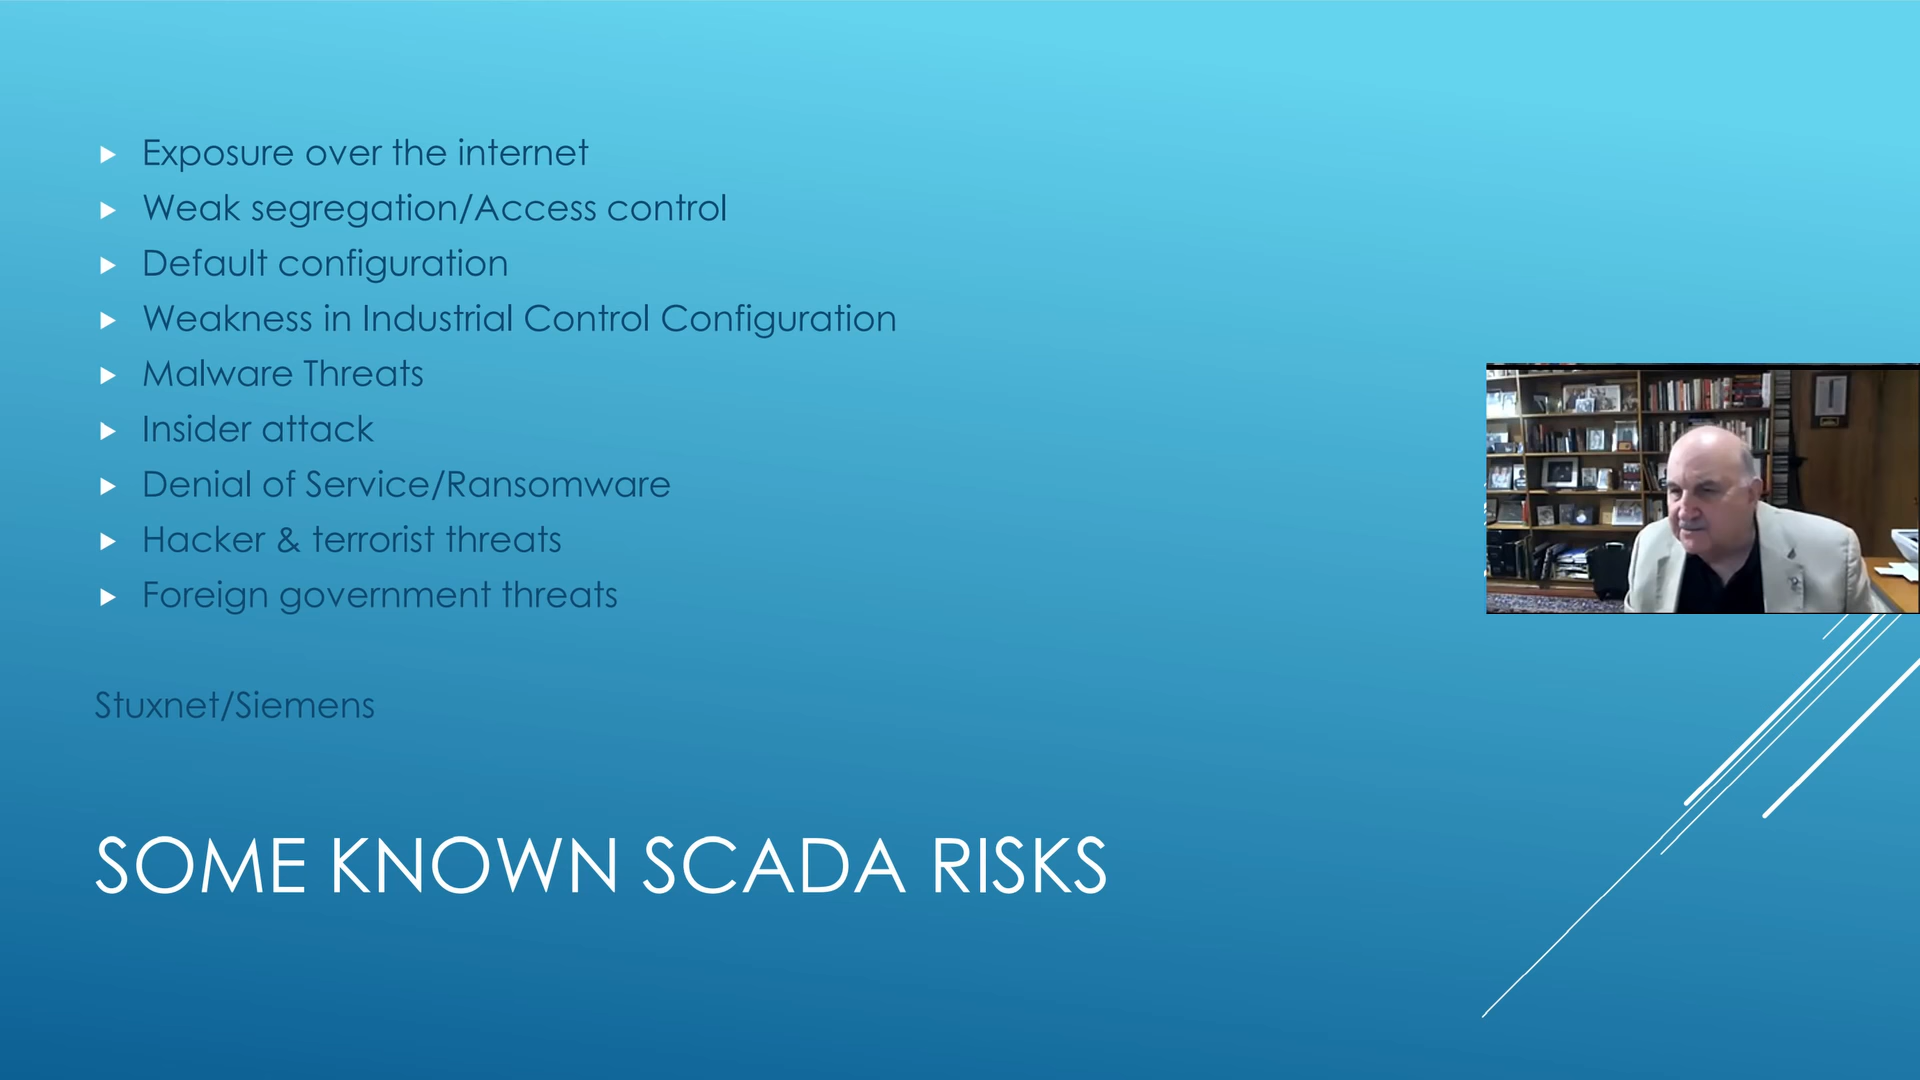 Exposure over the internet
Weak segregation/Access control
Default configuration
Weakness in Industrial Control Configuration
Malware Threats
Insider attack
Denial of Service/Ransomware
Hacker & terrorist threats
Foreign government threats
Stuxnet/Siemens
SOME KNOWN SCADA RISKS